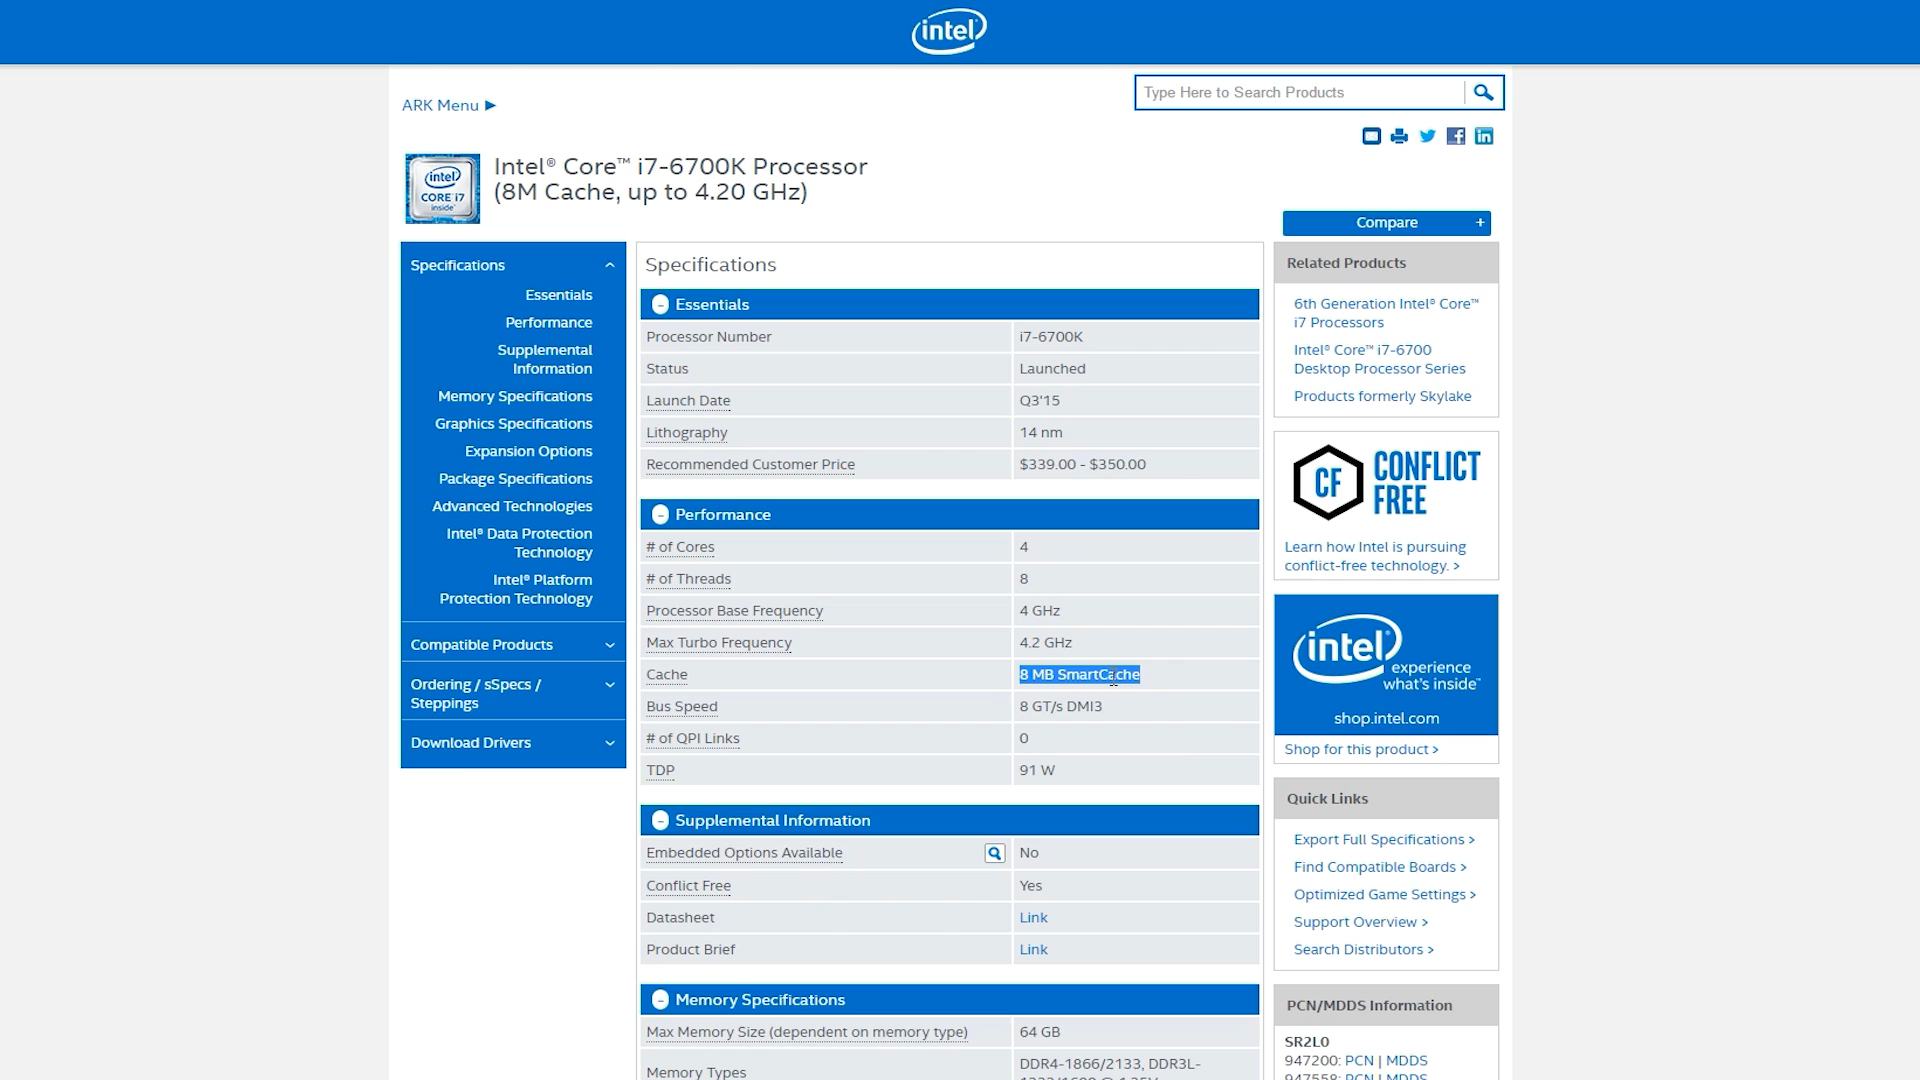 intel
Type Here to Search Products
ARK Menu ►
intel
CORE i7
inside
Intel® Core™ i7-6700K Processor
(8M Cache, up to 4.20 GHz)
Compare +
Specifications
Essentials
Performance
Supplemental
Information
Memory Specifications
Graphics Specifications
Expansion Options
Package Specifications
Advanced Technologies
Intel® Data Protection
Technology
Intel® Platform
Protection Technology
Compatible Products
Ordering / sSpecs /
Steppings
Download Drivers
Specifications
- Essentials
Processor Number i7-6700K
Status Launched
Launch Date Q3'15
Lithography 14 nm
Recommended Customer Price $339.00 - $350.00
- Performance
# of Cores 4
# of Threads 8
Processor Base Frequency 4 GHz
Max Turbo Frequency 4.2 GHz
Cache 8 MB SmartCache
Bus Speed 8 GT/s DMI3
# of QPI Links 0
TDP 91 W
- Supplemental Information
Embedded Options Available No
Conflict Free Yes
Datasheet Link
Product Brief Link
- Memory Specifications
Max Memory Size (dependent on memory type) 64 GB
Memory Types DDR4-1866/2133, DDR3L-
Related Products
6th Generation Intel® Core™
i7 Processors
Intel® Core™ i7-6700
Desktop Processor Series
Products formerly Skylake
CF CONFLICT
FREE
Learn how Intel is pursuing
conflict-free technology. >
intel
experience
what's inside™
shop.intel.com
Shop for this product >
Quick Links
Export Full Specifications >
Find Compatible Boards >
Optimized Game Settings >
Support Overview >
Search Distributors >
PCN/MDDS Information
SR2L0
947200: PCN | MDDS
947558: PCN | MDDS